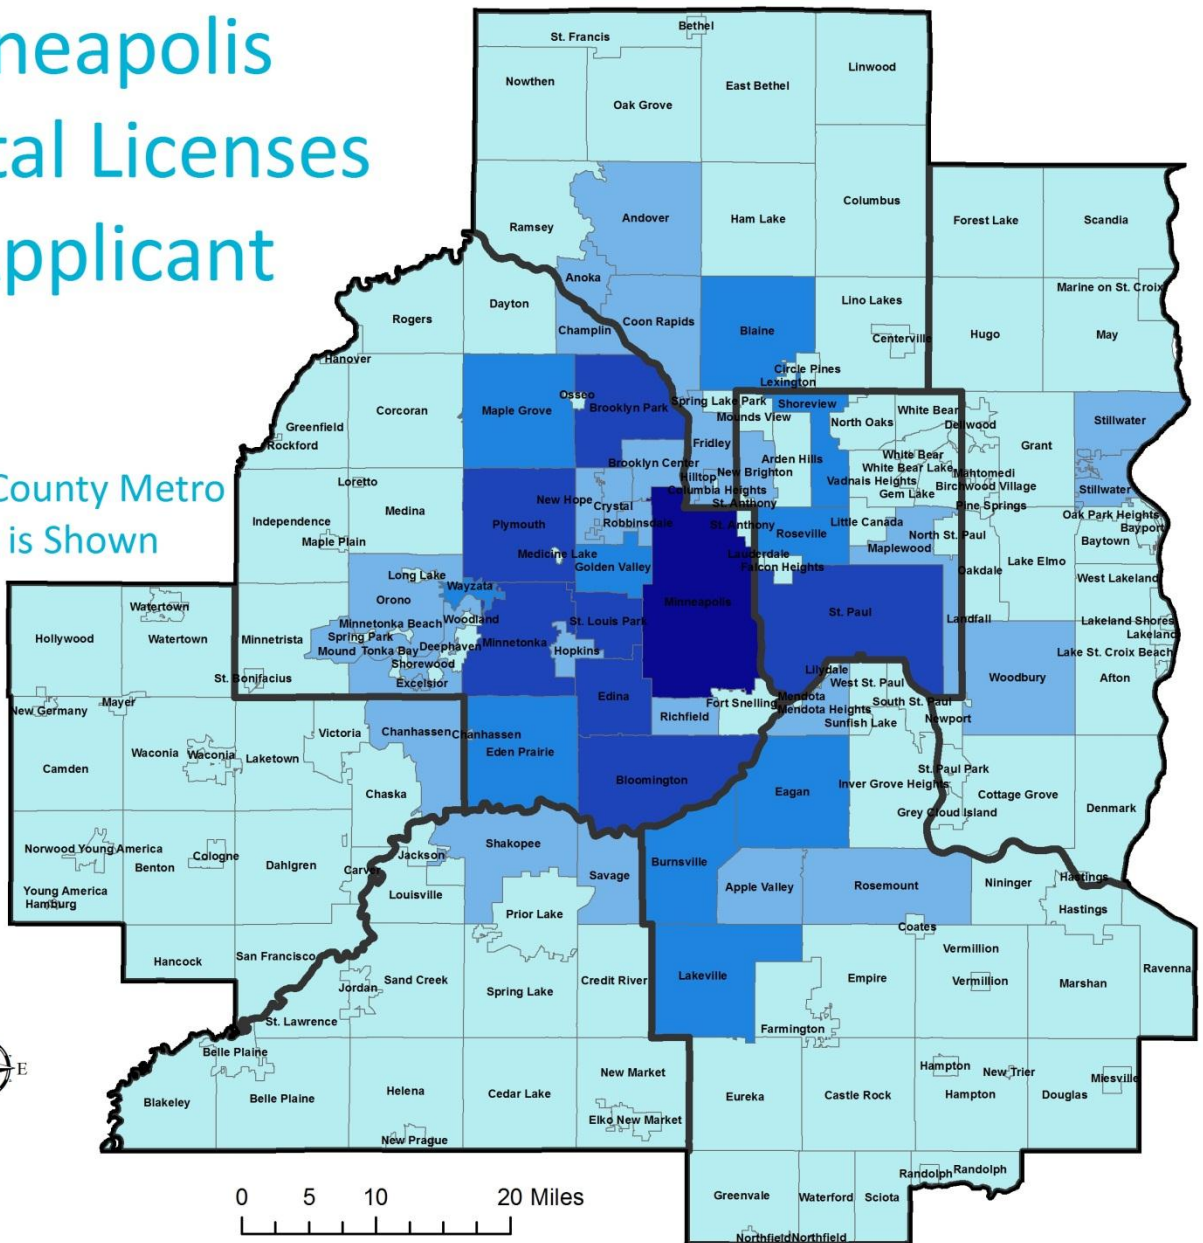 neapolis
tal Licenses
pplicant
County Metro
is Shown
Bethel
St. Francis
Linwood
Nowthen
East Bethel
Oak Grove
Columbus
Andover
Ham Lake
Forest Lake
Scandia
Ramsey
Anoka
Marine on St. Croix
Dayton
Lino Lakes
Rogers
Coon Rapids
Champlin
Blaine
Hugo
May
Centerville
Hanover
Circle Pines
Lexington
Osseo
Corcoran
Maple Grove
Brooklyn Park
Spring Lake Park
Shoreview
Mounds View
White Bear
North Oaks
Dellwood
Stillwater
Greenfield
Rockford
Fridley
Grant
White Bear
Arden Hills
Brooklyn Center
New Brighton
White Bear Lake
Mahtomedi
Hilltop
Vadnais Heights
Birchwood Village
Loretto
Columbia Heights
Gem Lake
Stillwater
New Hope
Crystal
St. Anthony
Pine Springs
Medina
Independence
Plymouth
Robbinsdale
St. Anthony
Roseville
Little Canada
North St. Paul
Oak Park Heights
Bayport
Maple Plain
Maplewood
Baytown
Medicine Lake
Golden Valley
Lauderdale
Falcon Heights
Oakdale
Lake Elmo
Long Lake
Wayzata
West Lakeland
Orono
Watertown
Minneapolis
St. Paul
Minnetonka Beach
Woodland
St. Louis Park
Landfall
Lakeland Shores
Hollywood
Watertown
Minnetrista
Spring Park
Deephaven
Minnetonka
Lakeland
Mound
Tonka Bay
Hopkins
Lake St. Croix Beach
Shorewood
Lilydale
St. Bonifacius
Excelsior
West St. Paul
Woodbury
Afton
Edina
Mendota
New Germany
Mayer
Fort Snelling
South St. Paul
Richfield
Mendota Heights
Newport
Sunfish Lake
Victoria
Chanhassen
Chanhassen
Waconia
Waconia
Laketown
Eden Prairie
Camden
Bloomington
St. Paul Park
Eagan
Inver Grove Heights
Chaska
Cottage Grove
Denmark
Grey Cloud Island
Norwood Young America
Shakopee
Cologne
Jackson
Benton
Dahlgren
Carver
Burnsville
Savage
Young America
Louisville
Apple Valley
Rosemount
Nininger
Hastings
Hamburg
Hastings
Prior Lake
Coates
San Francisco
Vermillion
Hancock
Lakeville
Ravenna
Sand Creek
Credit River
Empire
Jordan
Spring Lake
Vermillion
Marshan
St. Lawrence
Farmington
Belle Plaine
E
Hampton
New Trier
Miesville
New Market
Blakeley
Belle Plaine
Helena
Cedar Lake
Eureka
Castle Rock
Hampton
Douglas
Elko New Market
New Prague
Randolph
Randolph
0 5 10 20 Miles
Greenvale
Waterford
Sciota
Northfield
Northfield